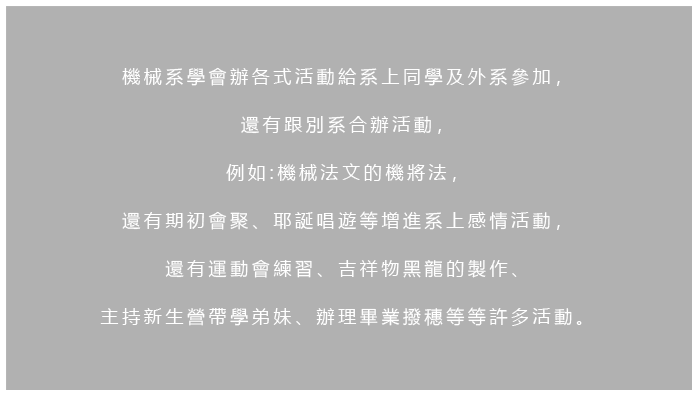 機械系學會辦各式活動給系上同學及外系參加，
還有跟別系合辦活動，
例如:機械法文的機將法，
還有期初會聚、耶誕唱遊等增進系上感情活動，
還有運動會練習、吉祥物黑龍的製作、
主持新生營帶學弟妹、辦理畢業撥穗等等許多活動。